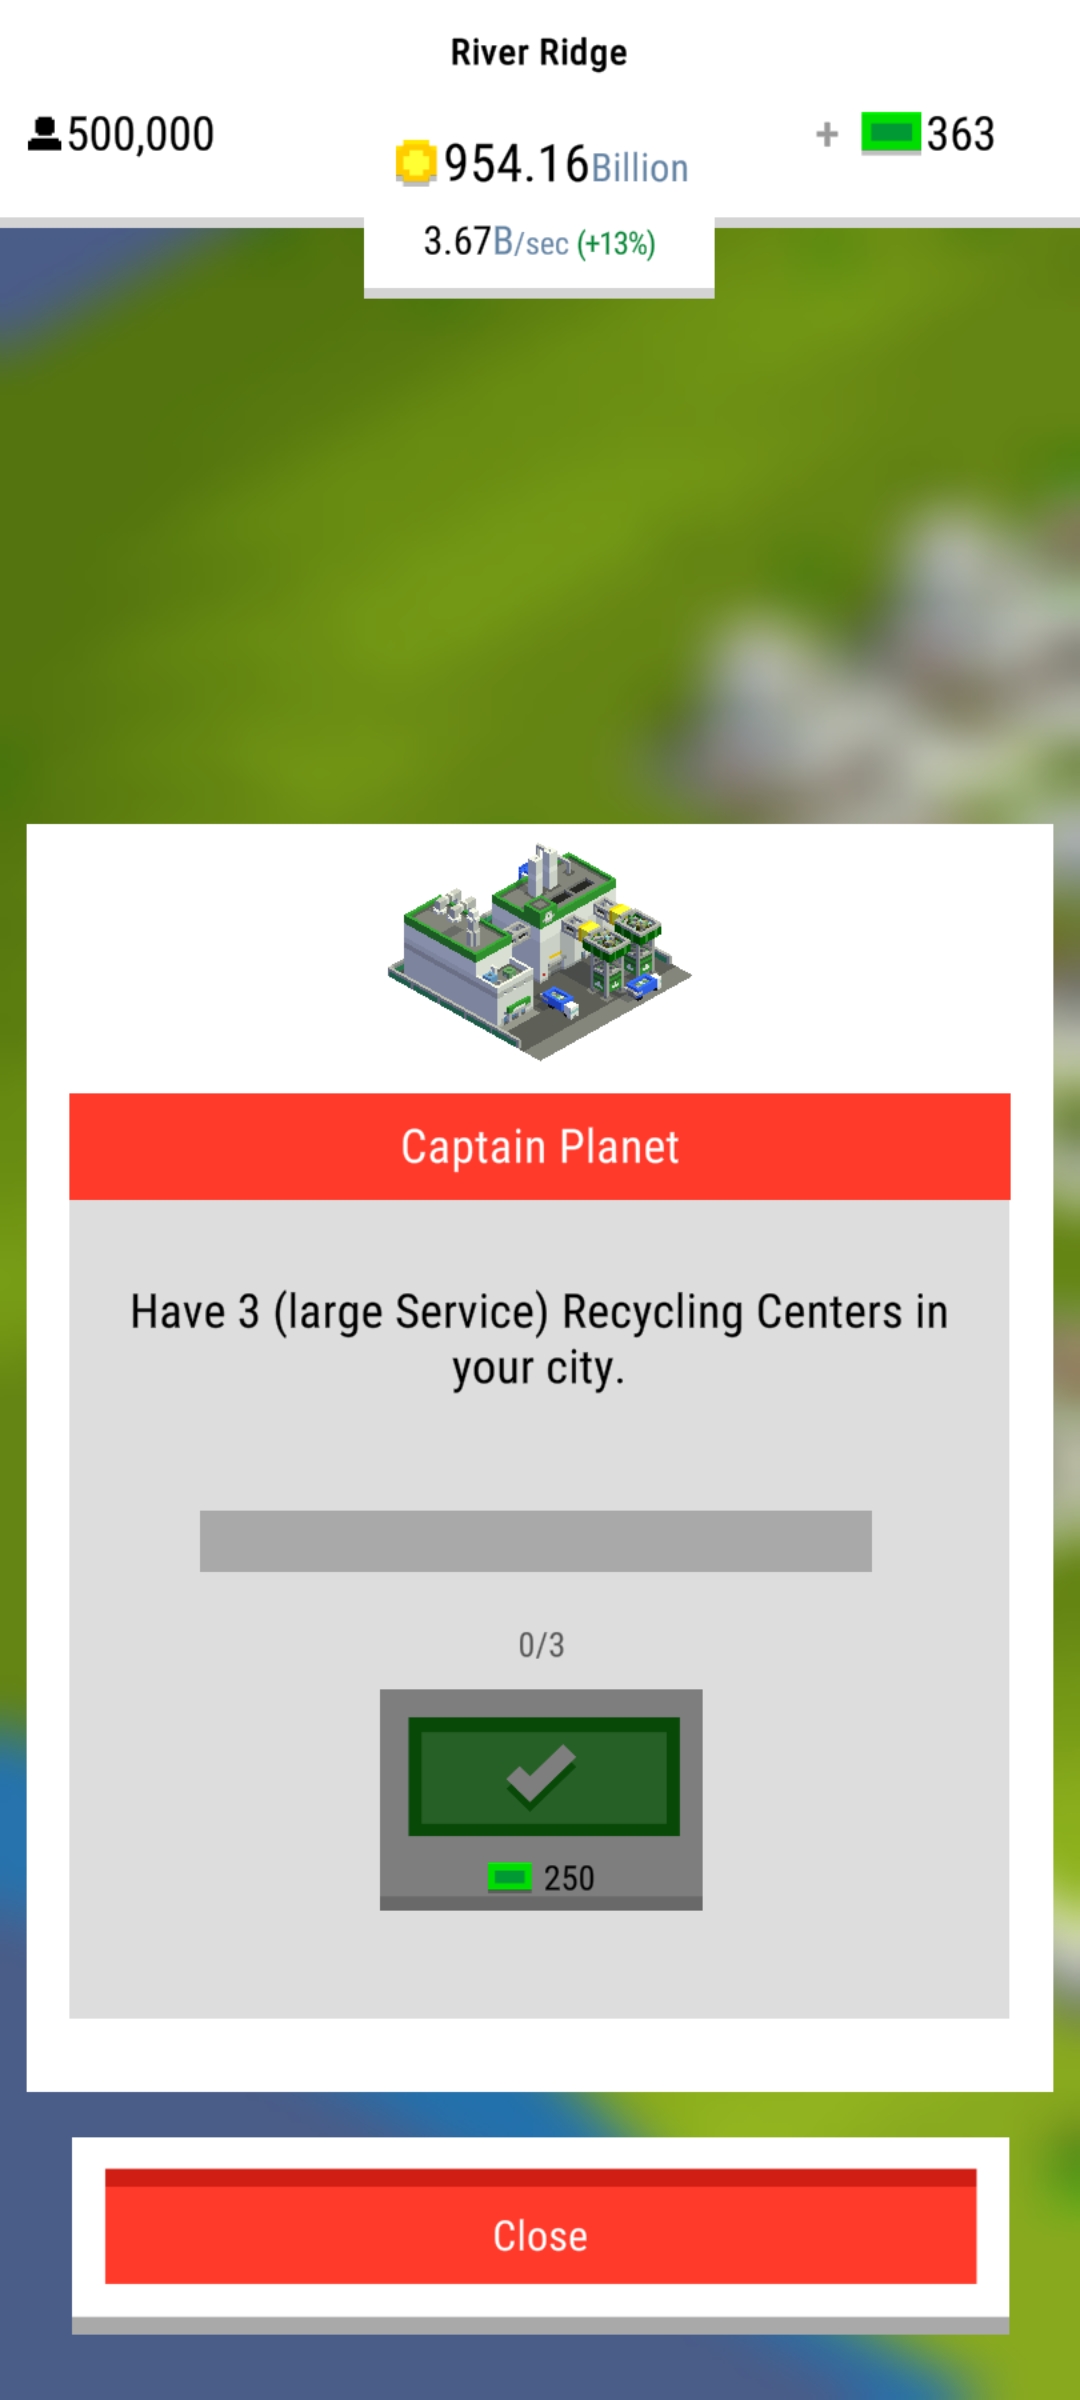 River Ridge
500,000
954.16Billion
+ 363
3.67B/sec (+13%)
Captain Planet
Have 3 (large Service) Recycling Centers in
your city.
0/3
250
Close